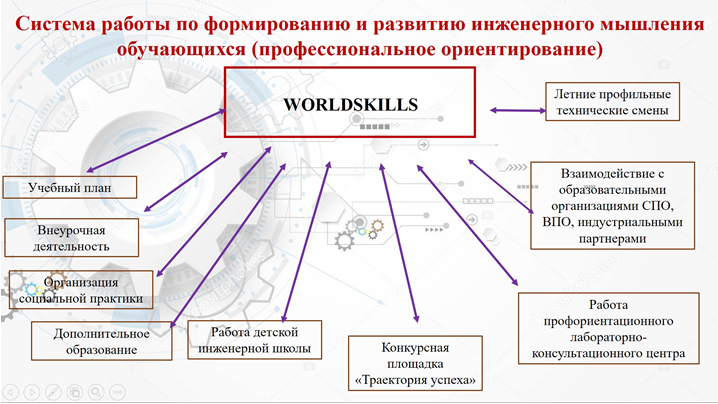 Система работы по формированию и развитию инженерного мышления
обучающихся (профессиональное ориентирование)
WORLDSKILLS
Летние профильные
технические смены
Учебный план
Взаимодействие с
образовательными
организациями СПО,
ВПО, индустриальными
партнерами
Внеурочная
деятельность
Организация
социальной практики
Дополнительное
образование
Работа детской
инженерной школы
Конкурсная
площадка
«Траектория успеха»
Работа
профориентационного
лабораторно-
консультационного центра